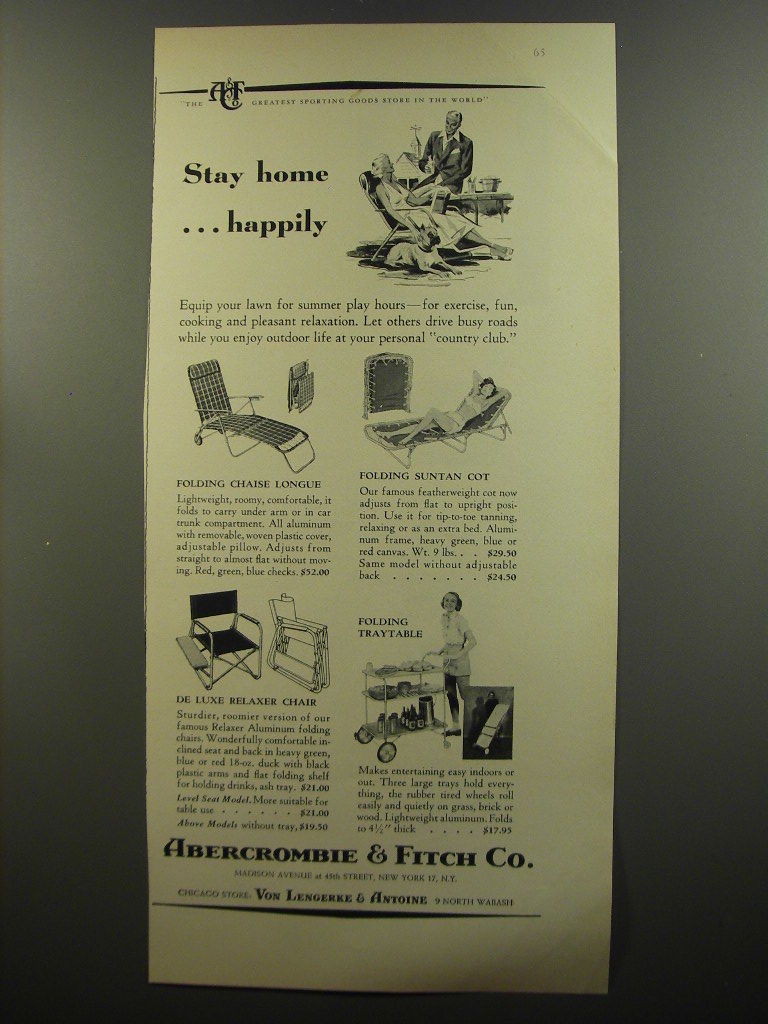 65
A&F Co
"THE GREATEST SPORTING GOODS STORE IN THE WORLD"
Stay home
...happily
Equip your lawn for summer play hours—for exercise, fun,
cooking and pleasant relaxation. Let others drive busy roads
while you enjoy outdoor life at your personal "country club."
FOLDING CHAISE LONGUE
Lightweight, roomy, comfortable, it
folds to carry under arm or in car
trunk compartment. All aluminum
with removable, woven plastic cover,
adjustable pillow. Adjusts from
straight to almost flat without mov-
ing. Red, green, blue checks. $52.00
FOLDING SUNTAN COT
Our famous featherweight cot now
adjusts from flat to upright posi-
tion. Use it for tip-to-toe tanning,
relaxing or as an extra bed. Alumi-
num frame, heavy green, blue or
red canvas. Wt. 9 lbs. . . $29.50
Same model without adjustable
back . . . . . . . $24.50
DE LUXE RELAXER CHAIR
Sturdier, roomier version of our
famous Relaxer Aluminum folding
chairs. Wonderfully comfortable in-
clined seat and back in heavy green,
blue or red 18-oz. duck with black
plastic arms and flat folding shelf
for holding drinks, ash tray. $21.00
Level Seat Model. More suitable for
table use . . . . . . $21.00
Above Models without tray, $19.50
FOLDING
TRAYTABLE
Makes entertaining easy indoors or
out. Three large trays hold every-
thing, the rubber tired wheels roll
easily and quietly on grass, brick or
wood. Lightweight aluminum. Folds
to 4½" thick . . . . $17.95
ABERCROMBIE & FITCH CO.
MADISON AVENUE at 45th STREET, NEW YORK 17, N.Y.
CHICAGO STORE: VON LENGERKE & ANTOINE 9 NORTH WABASH